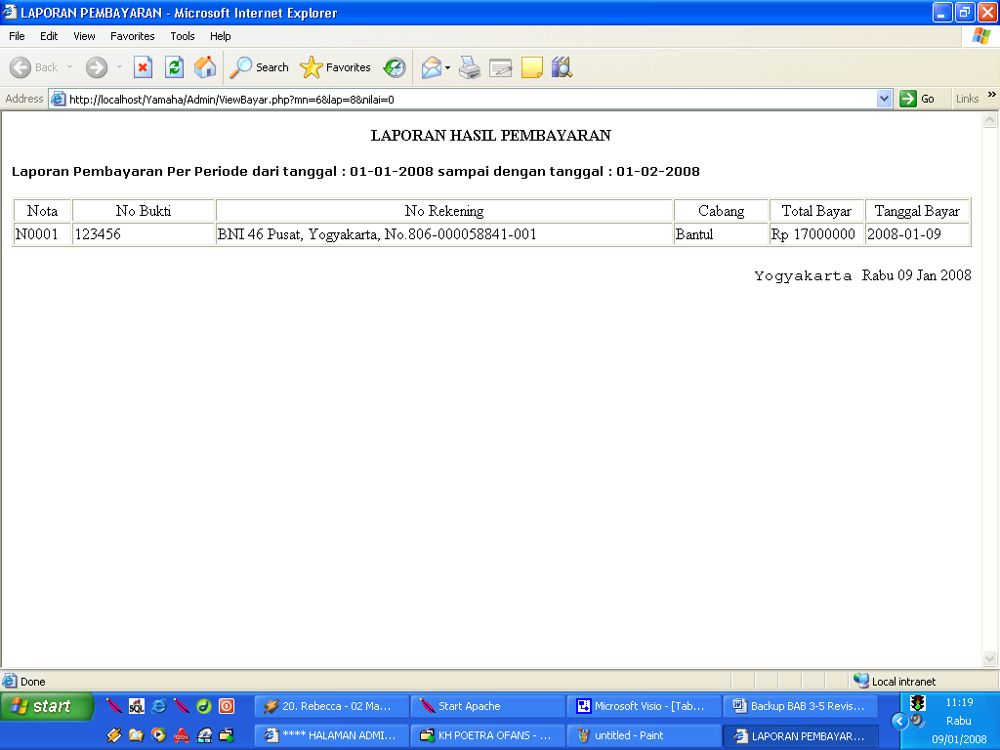 LAPORAN PEMBAYARAN - Microsoft Internet Explorer
File Edit View Favorites Tools Help
Back Search Favorites
Address http://localhost/Yamaha/Admin/ViewBayar.php?mn=6&lap=8&nilai=0 Go Links »
LAPORAN HASIL PEMBAYARAN
Laporan Pembayaran Per Periode dari tanggal : 01-01-2008 sampai dengan tanggal : 01-02-2008
Nota No Bukti No Rekening Cabang Total Bayar Tanggal Bayar
N0001 123456 BNI 46 Pusat, Yogyakarta, No.806-000058841-001 Bantul Rp 17000000 2008-01-09
Yogyakarta Rabu 09 Jan 2008
Done Local intranet
start SQL 20. Rebecca - 02 Ma... Start Apache Microsoft Visio - [Tab... Backup BAB 3-5 Revis... 11:19
Rabu
**** HALAMAN ADMI... KH POETRA OFANS - ... untitled - Paint LAPORAN PEMBAYAR... 09/01/2008